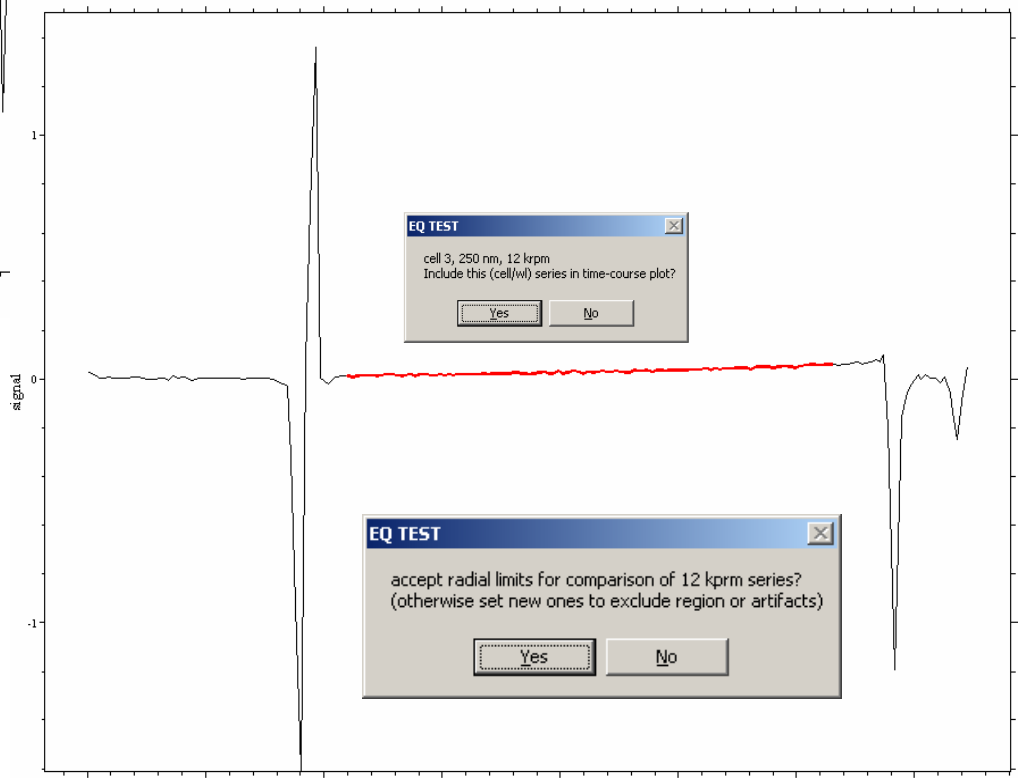 1
EQ TEST
cell 3, 250 nm, 12 krpm
Include this (cell/wl) series in time-course plot?
Yes No
signal
0
EQ TEST
accept radial limits for comparison of 12 kprm series?
(otherwise set new ones to exclude region or artifacts)
Yes No
-1